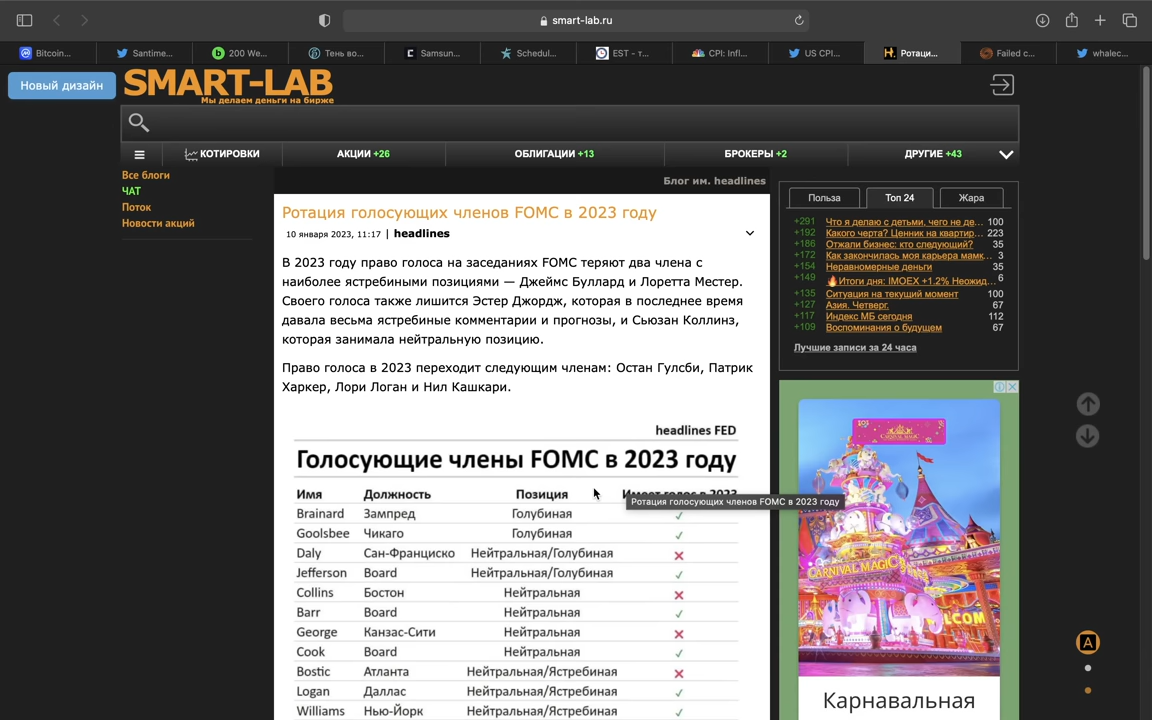 smart-lab.ru
Bitcoin...
Santime...
200 We...
Тень во...
Samsun...
Schedul...
EST - т...
CPI: Infl...
US CPI...
Ротаци...
Failed c...
whalec...
Новый дизайн
SMART-LAB
Мы делаем деньги на бирже
КОТИРОВКИ
АКЦИИ +26
ОБЛИГАЦИИ +13
БРОКЕРЫ +2
ДРУГИЕ +43
Все блоги
ЧАТ
Поток
Новости акций
Блог им. headlines
Ротация голосующих членов FOMC в 2023 году
10 января 2023, 11:17 | headlines
В 2023 году право голоса на заседаниях FOMC теряют два члена с
наиболее ястребиными позициями — Джеймс Буллард и Лоретта Местер.
Своего голоса также лишится Эстер Джордж, которая в последнее время
давала весьма ястребиные комментарии и прогнозы, и Сьюзан Коллинз,
которая занимала нейтральную позицию.
Право голоса в 2023 переходит следующим членам: Остан Гулсби, Патрик
Харкер, Лори Логан и Нил Кашкари.
headlines FED
Голосующие члены FOMC в 2023 году
Имя Должность Позиция Имеет голос в 2023
Ротация голосующих членов FOMC в 2023 году
Brainard Зампред Голубиная ✓
Goolsbee Чикаго Голубиная ✓
Daly Сан-Франциско Нейтральная/Голубиная ×
Jefferson Board Нейтральная/Голубиная ✓
Collins Бостон Нейтральная ×
Barr Board Нейтральная ✓
George Канзас-Сити Нейтральная ×
Cook Board Нейтральная ✓
Bostic Атланта Нейтральная/Ястребиная ×
Logan Даллас Нейтральная/Ястребиная ✓
Williams Нью-Йорк Нейтральная/Ястребиная ✓
Польза
Топ 24
Жара
+291 Что я делаю с детьми, чего не де... 100
+192 Какого черта? Ценник на квартир... 223
+186 Отжали бизнес: кто следующий? 35
+172 Как закончилась моя карьера мамк... 3
+154 Неравномерные деньги 35
+149 🔥Итоги дня: IMOEX +1.2% Неожид... 6
+135 Ситуация на текущий момент 100
+127 Азия. Четверг. 67
+117 Индекс МБ сегодня 112
+109 Воспоминания о будущем 67
Лучшие записи за 24 часа
CARNIVAL MAGIC
CARNIVAL MAGIC
Карнавальная
A